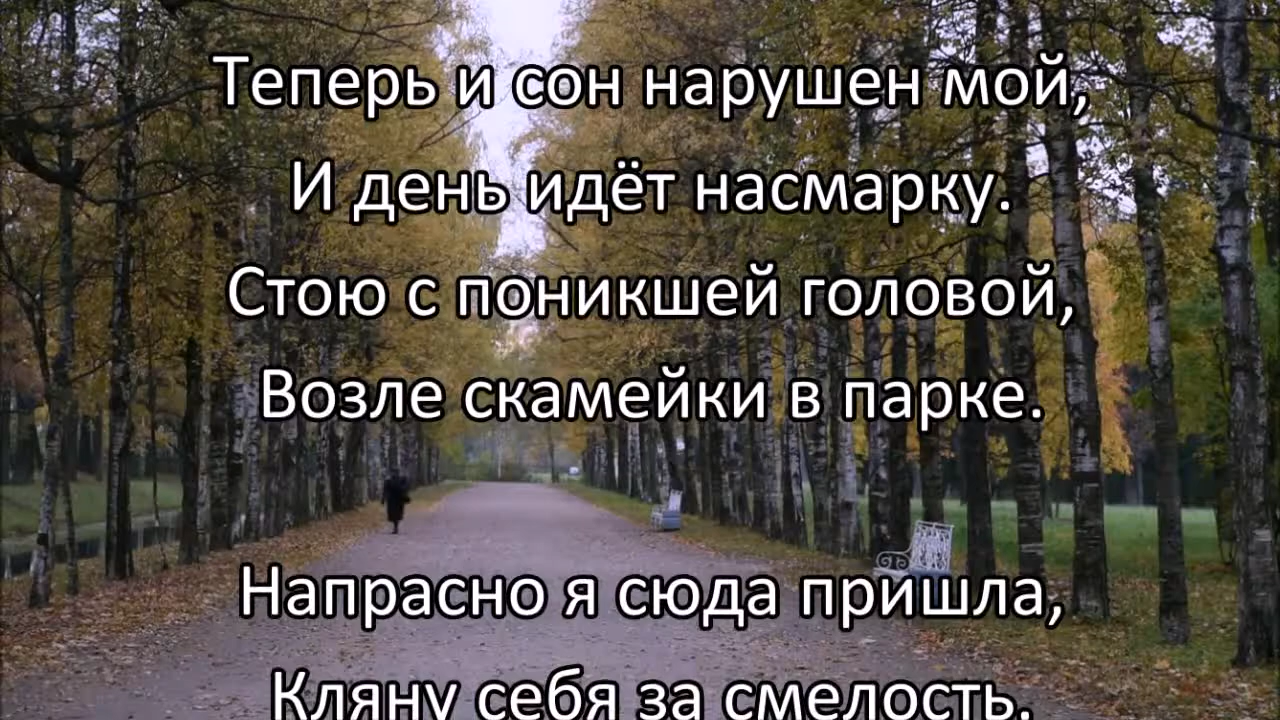 Теперь и сон нарушен мой,
И день идёт насмарку.
Стою с поникшей головой,
Возле скамейки в парке.
Напрасно я сюда пришла,
Кляну себя за смелость.